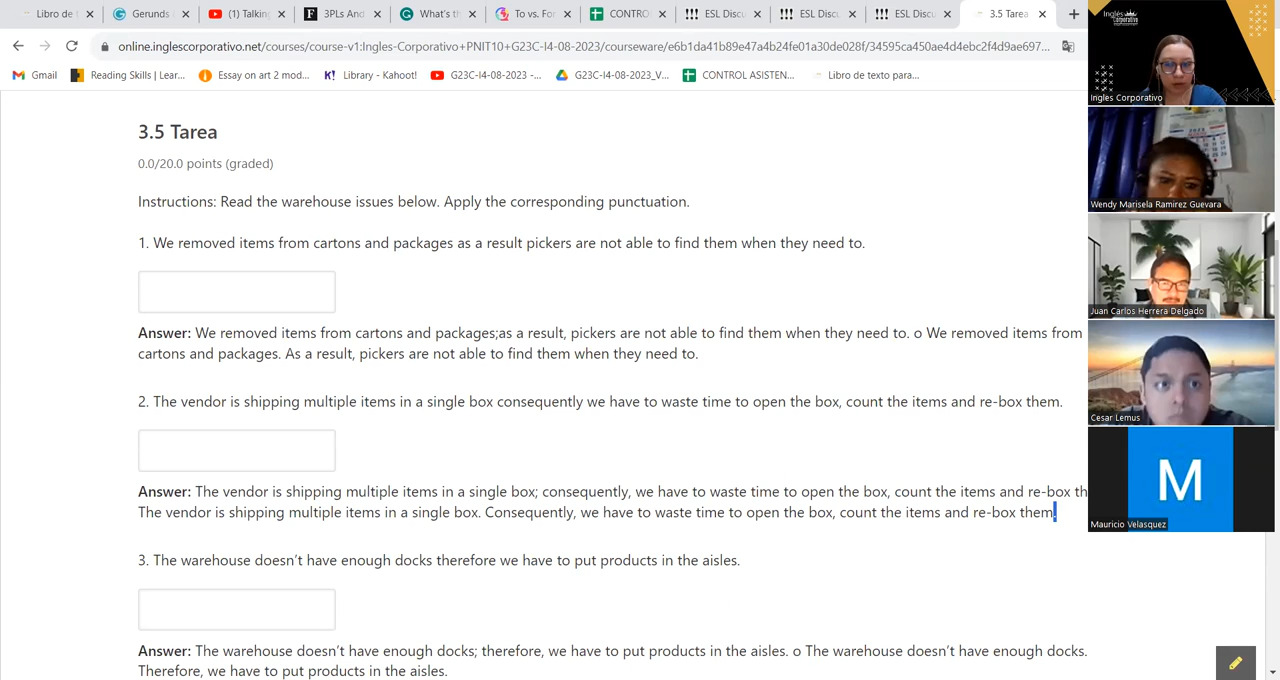 Libro de
Gerunds
(1) Talkin
3PLs And
What's th
To vs. For
CONTRO
ESL Discu
ESL Discu
ESL Discu
3.5 Tarea
online.inglescorporativo.net/courses/course-v1:Ingles-Corporativo+PNIT10+G23C-I4-08-2023/courseware/e6b1da41b89e47a4b24fe01a30de028f/34595ca450ae4d4ebc2f4d9ae697...
Gmail
Reading Skills | Lear...
Essay on art 2 mod...
Library - Kahoot!
G23C-I4-08-2023 -...
G23C-I4-08-2023_V...
CONTROL ASISTEN...
Libro de texto para...
3.5 Tarea
0.0/20.0 points (graded)
Instructions: Read the warehouse issues below. Apply the corresponding punctuation.
1. We removed items from cartons and packages as a result pickers are not able to find them when they need to.
Answer: We removed items from cartons and packages;as a result, pickers are not able to find them when they need to. o We removed items from
cartons and packages. As a result, pickers are not able to find them when they need to.
2. The vendor is shipping multiple items in a single box consequently we have to waste time to open the box, count the items and re-box them.
Answer: The vendor is shipping multiple items in a single box; consequently, we have to waste time to open the box, count the items and re-box th
The vendor is shipping multiple items in a single box. Consequently, we have to waste time to open the box, count the items and re-box them.
3. The warehouse doesn't have enough docks therefore we have to put products in the aisles.
Answer: The warehouse doesn't have enough docks; therefore, we have to put products in the aisles. o The warehouse doesn't have enough docks.
Therefore, we have to put products in the aisles.
Inglés
Corporativo
Ingles Corporativo
Wendy Marisela Ramirez Guevara
Juan Carlos Herrera Delgado
Cesar Lemus
M
Mauricio Velasquez